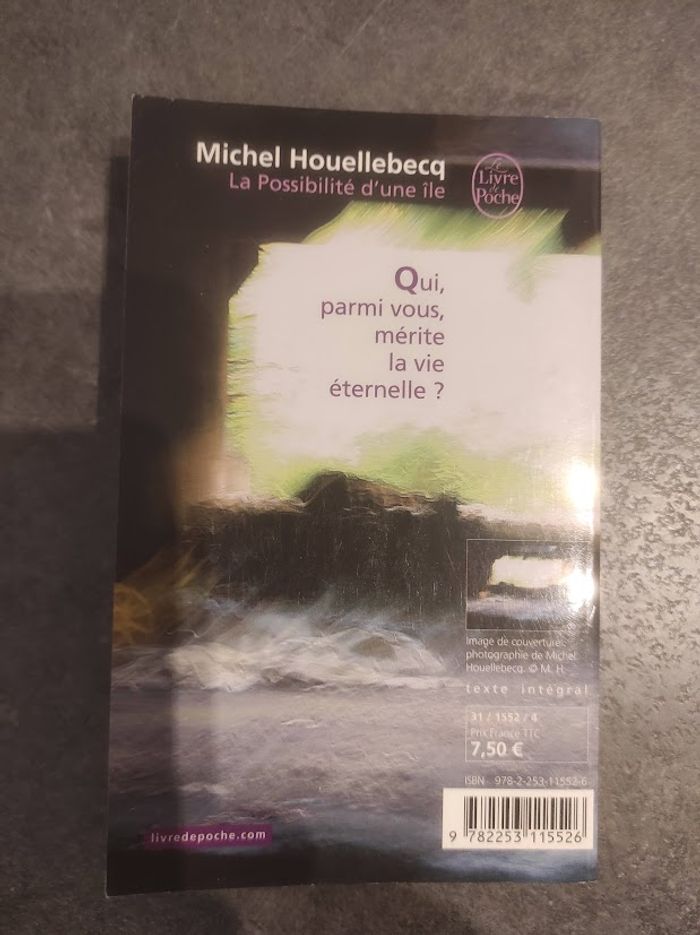 Michel Houellebecq
La Possibilité d'une île
Le
Livre
de
Poche
Qui,
parmi vous,
mérite
la vie
éternelle ?
Image de couverture :
photographie de Michel
Houellebecq. © M. H.
texte intégral
31 / 1552 / 4
Prix France TTC
7,50 €
ISBN 978-2-253-11552-6
9 782253 115526
livredepoche.com